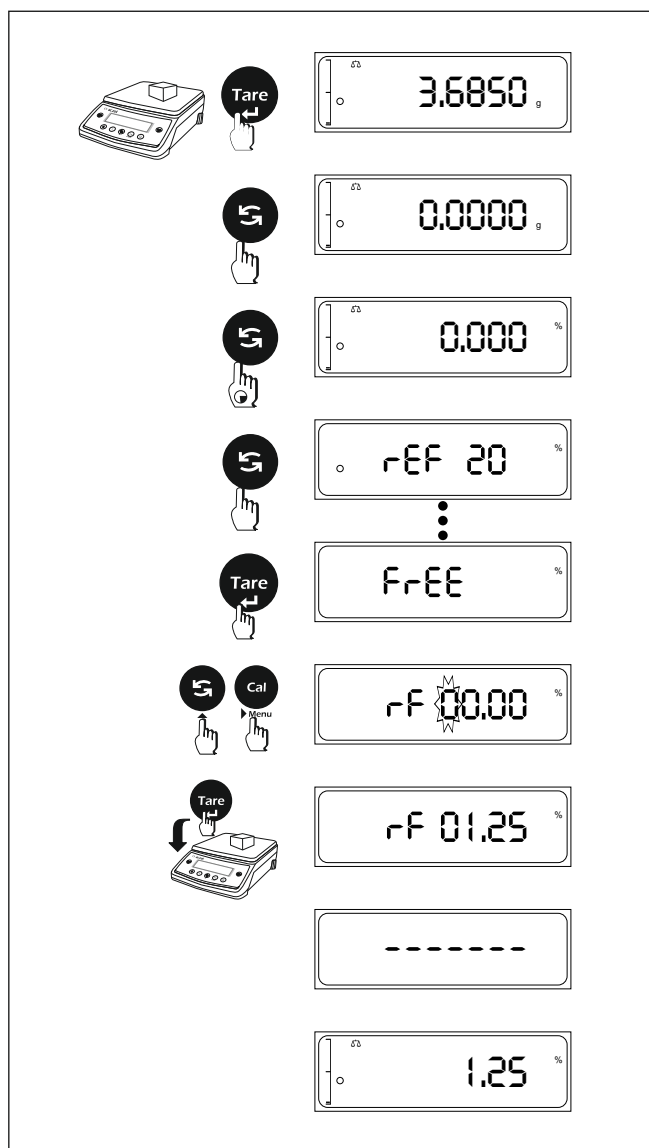 Tare
3.6850 g
0.0000 g
0.000 %
rEF 20 %
Tare
FrEE %
Cal
Menu
rF 00.00 %
Tare
rF 01.25 %
-------
1.25 %